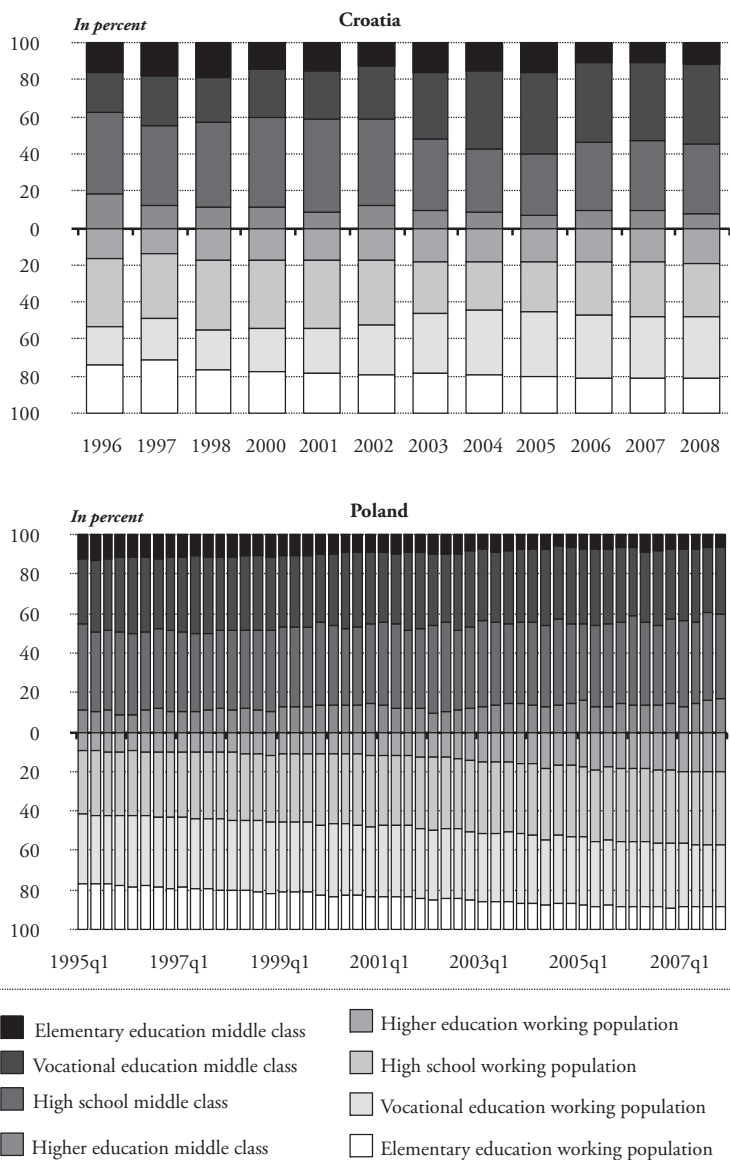 In percent
Croatia
100
80
60
40
20
0
20
40
60
80
100
1996 1997 1998 2000 2001 2002 2003 2004 2005 2006 2007 2008
In percent
Poland
100
80
60
40
20
0
20
40
60
80
100
1995q1 1997q1 1999q1 2001q1 2003q1 2005q1 2007q1
Elementary education middle class
Vocational education middle class
High school middle class
Higher education middle class
Higher education working population
High school working population
Vocational education working population
Elementary education working population